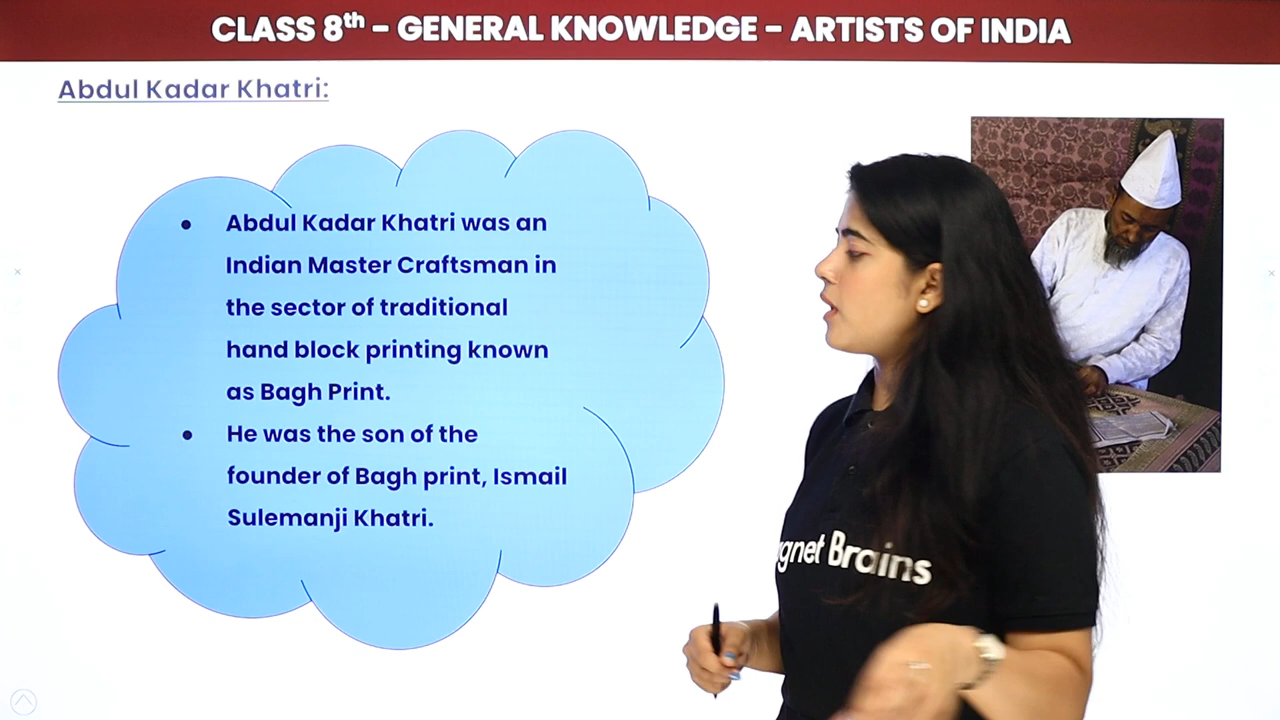 CLASS 8th - GENERAL KNOWLEDGE - ARTISTS OF INDIA
Abdul Kadar Khatri:
● Abdul Kadar Khatri was an
Indian Master Craftsman in
the sector of traditional
hand block printing known
as Bagh Print.
● He was the son of the
founder of Bagh print, Ismail
Sulemanji Khatri.
Brains